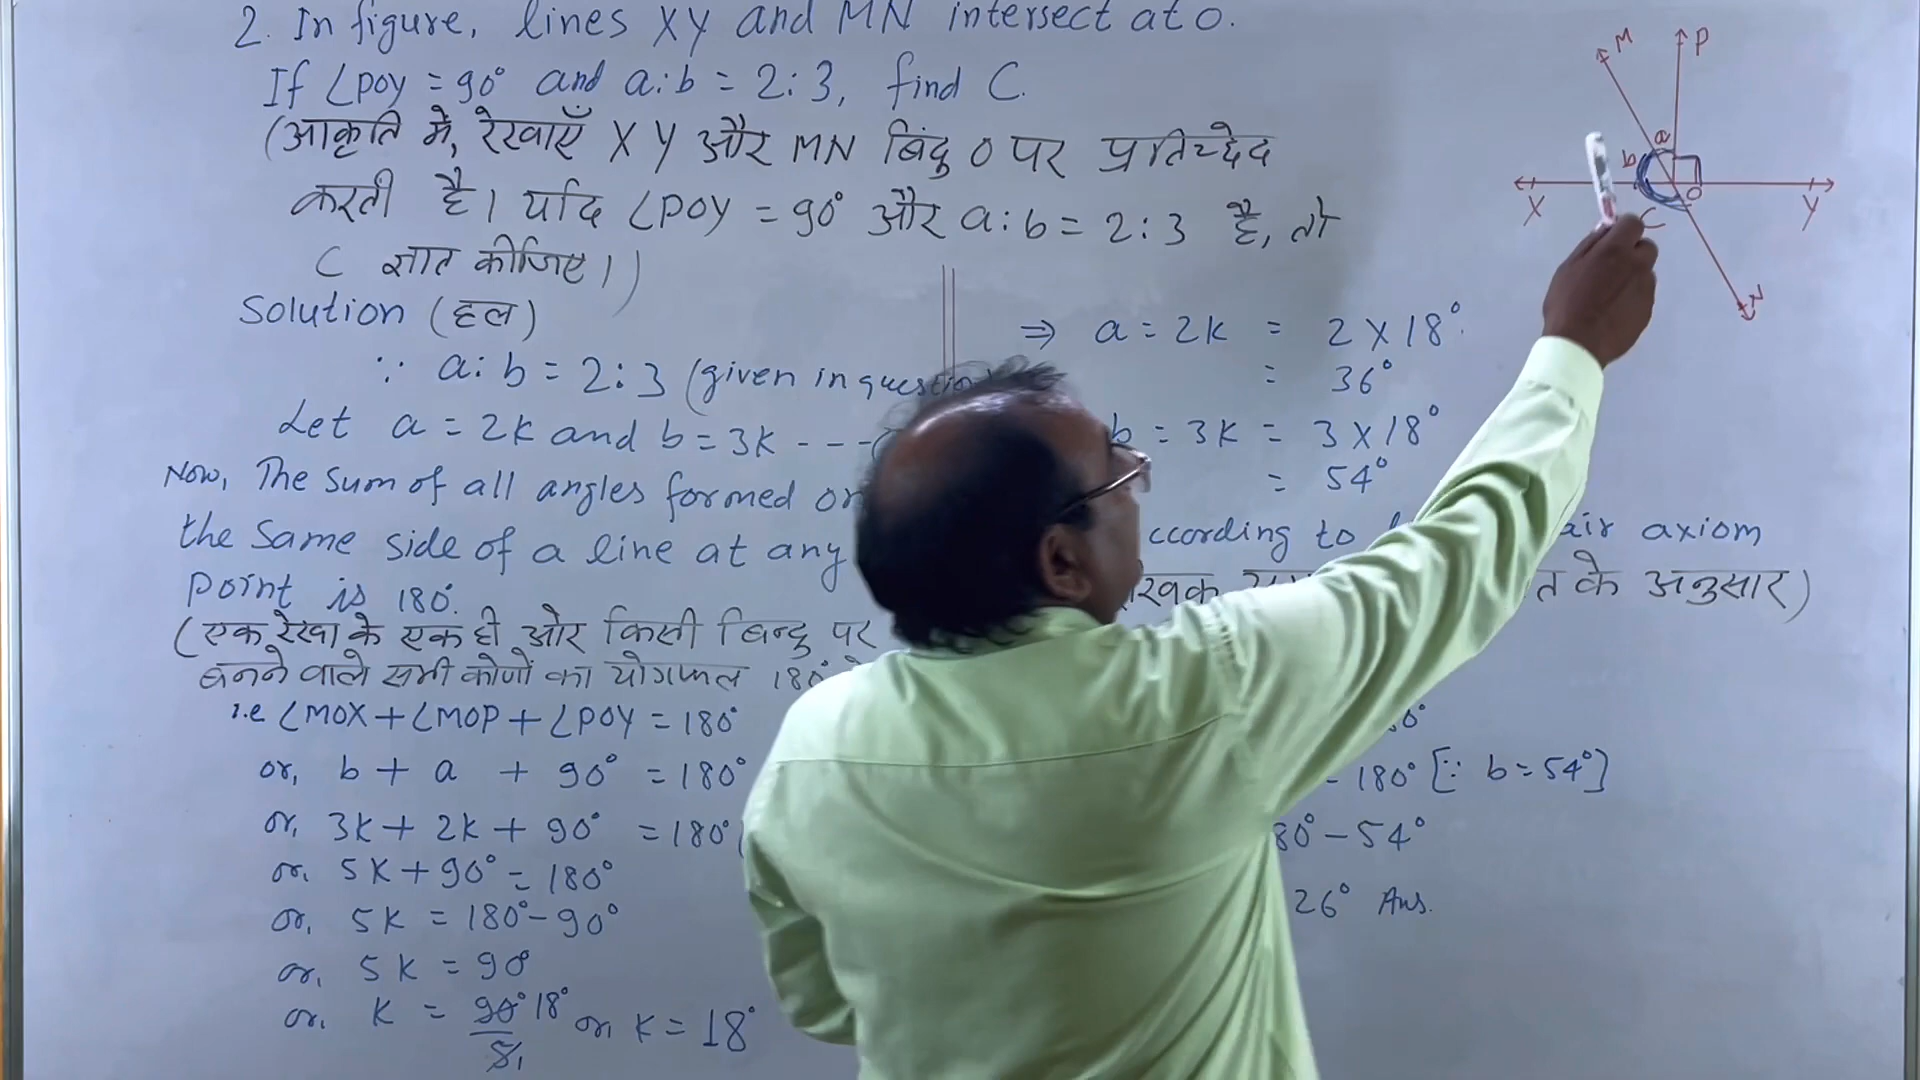 2. In figure, lines XY and MN intersect at O.
If ∠POY = 90° and a:b = 2:3, find C.
(आकृति में, रेखाएँ XY और MN बिंदु O पर प्रतिच्छेद
करती है। यदि ∠POY = 90° और a:b = 2:3 है, तो
C ज्ञात कीजिए।)
Solution (हल)
∵ a:b = 2:3 (given in question
Let a = 2K and b = 3K ---
Now, The Sum of all angles formed on
the same side of a line at any
point is 180°.
(एक रेखा के एक ही ओर किसी बिन्दु पर
बनने वाले सभी कोणों का योगफल 180°
i.e ∠MOX + ∠MOP + ∠POY = 180°
or, b + a + 90° = 180°
or, 3K + 2K + 90° = 180°
or, 5K + 90° = 180°
or, 5K = 180° - 90°
or, 5K = 90°
or, K = 90°/5 18° or, K = 18°
⇒ a = 2K = 2 X 18°
= 36°
b = 3K = 3 X 18°
= 54°
ccording to air axiom
त के अनुसार)
180° [∵ b = 54°]
80° - 54°
26° Ans.
M
P
a
b
O
X
Y
C
N